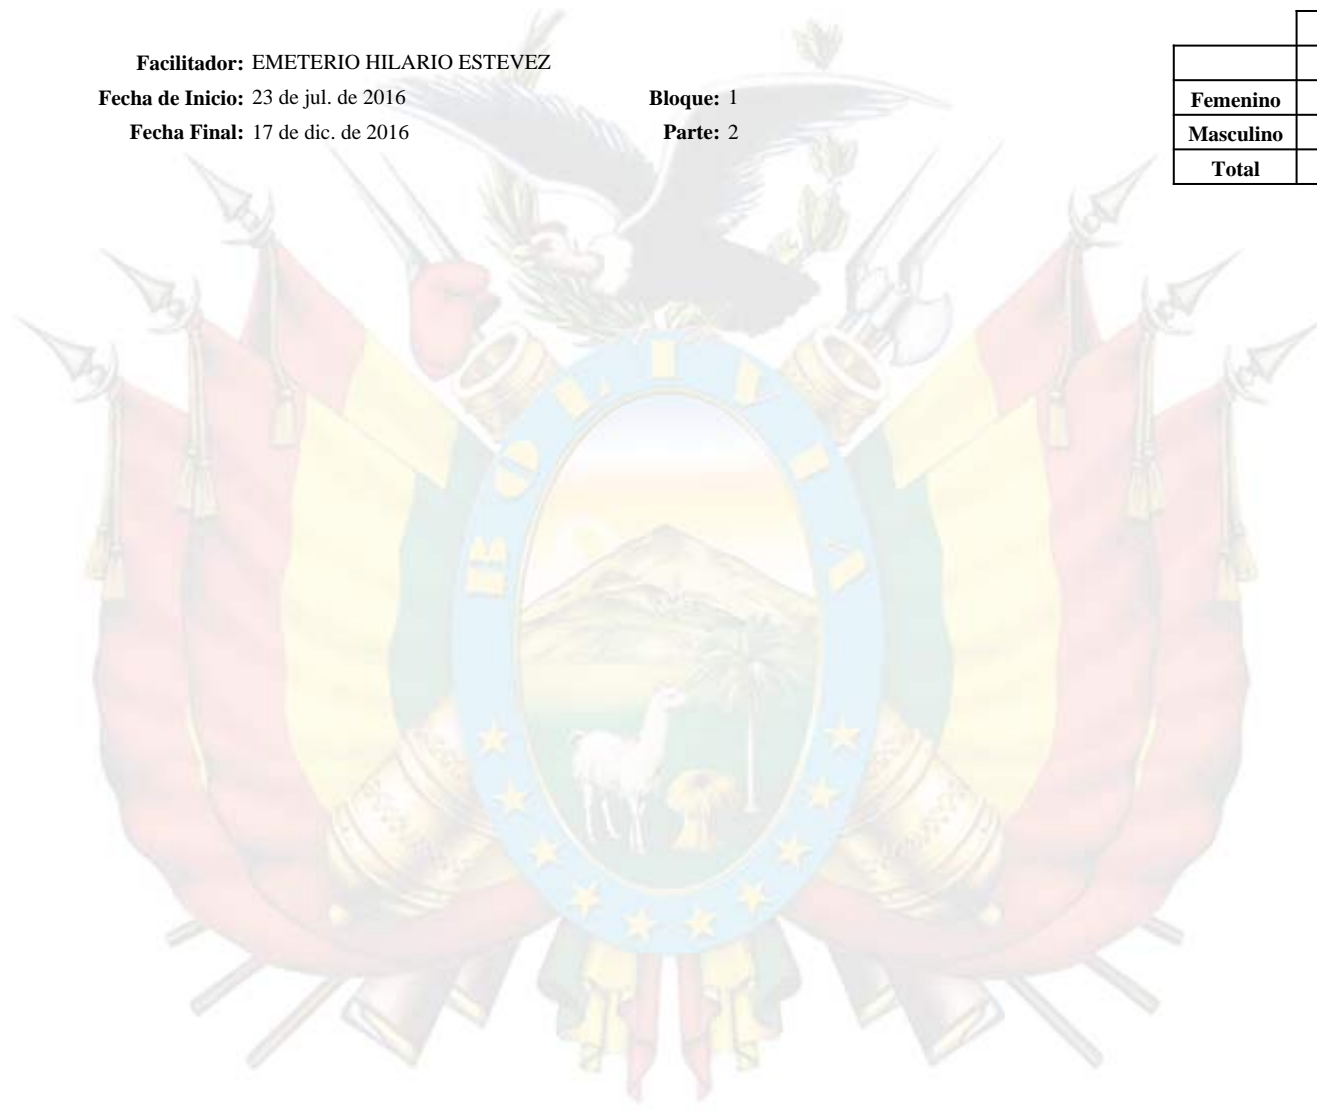 Facilitador: EMETERIO HILARIO ESTEVEZ
Fecha de Inicio: 23 de jul. de 2016 Bloque: 1
Fecha Final: 17 de dic. de 2016 Parte: 2
Femenino
Masculino
Total
BOLIVIA